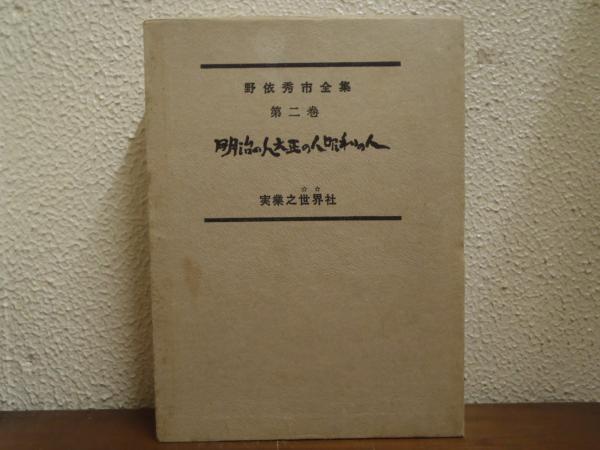 野依秀市全集
第二巻
明治の人大正の人昭和の人
☆☆
実業之世界社